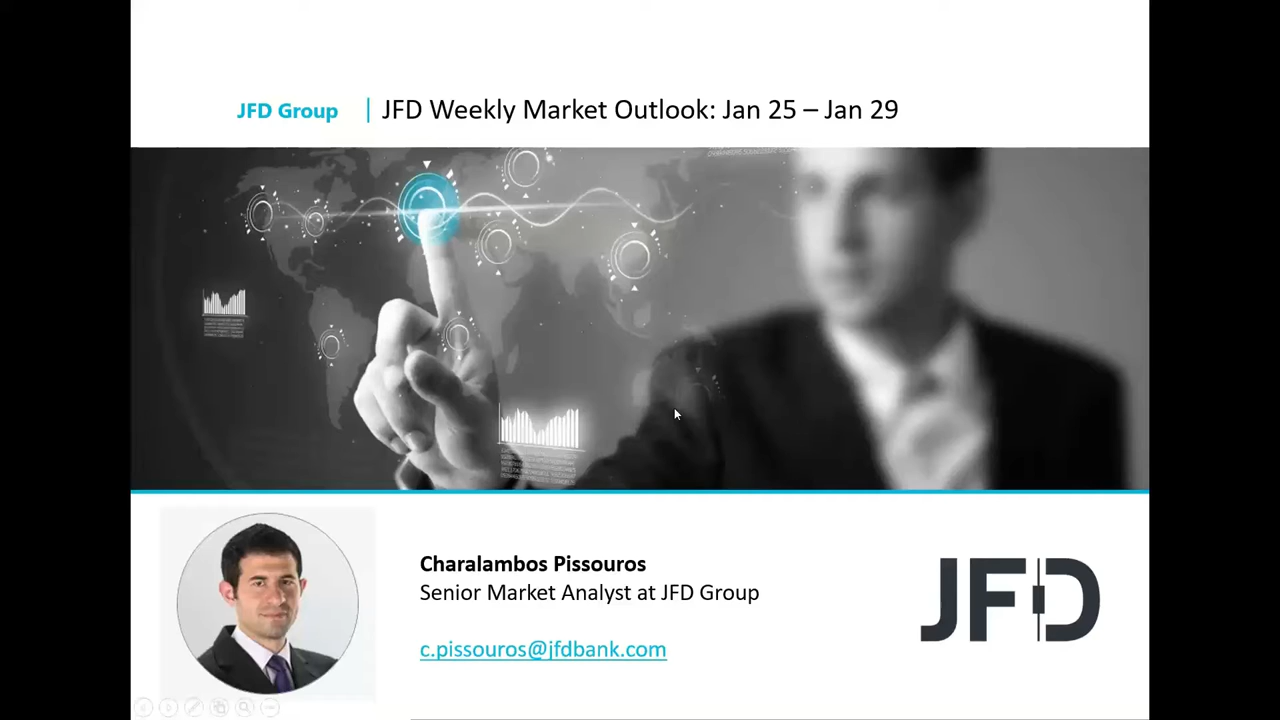 JFD Group | JFD Weekly Market Outlook: Jan 25 – Jan 29
Charalambos Pissouros
Senior Market Analyst at JFD Group
c.pissouros@jfdbank.com
JFD